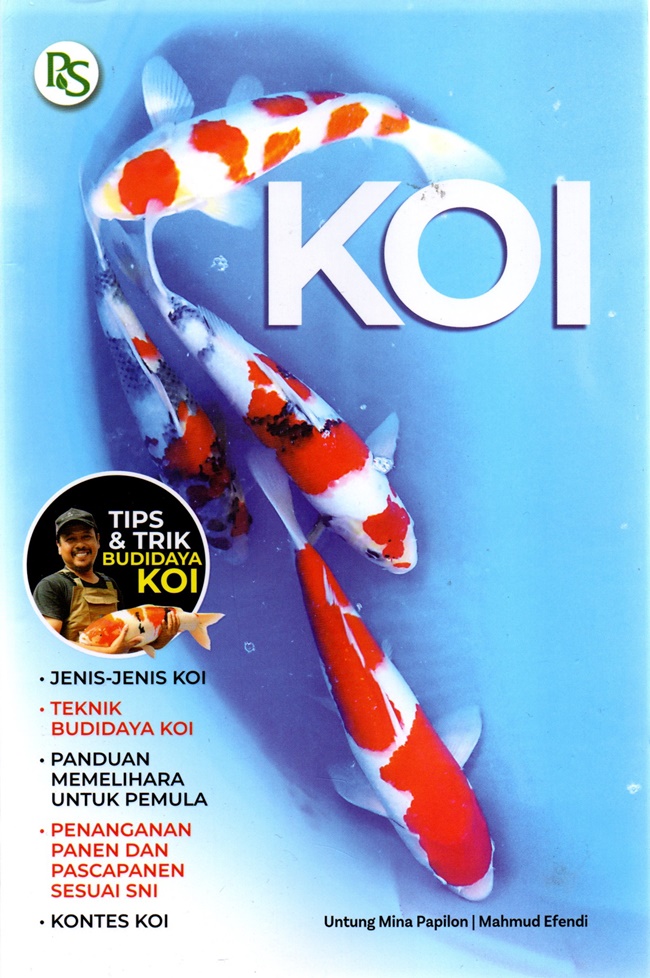 PS
KOI
TIPS
& TRIK
BUDIDAYA
KOI
• JENIS-JENIS KOI
• TEKNIK
BUDIDAYA KOI
• PANDUAN
MEMELIHARA
UNTUK PEMULA
• PENANGANAN
PANEN DAN
PASCAPANEN
SESUAI SNI
• KONTES KOI
Untung Mina Papilon | Mahmud Efendi